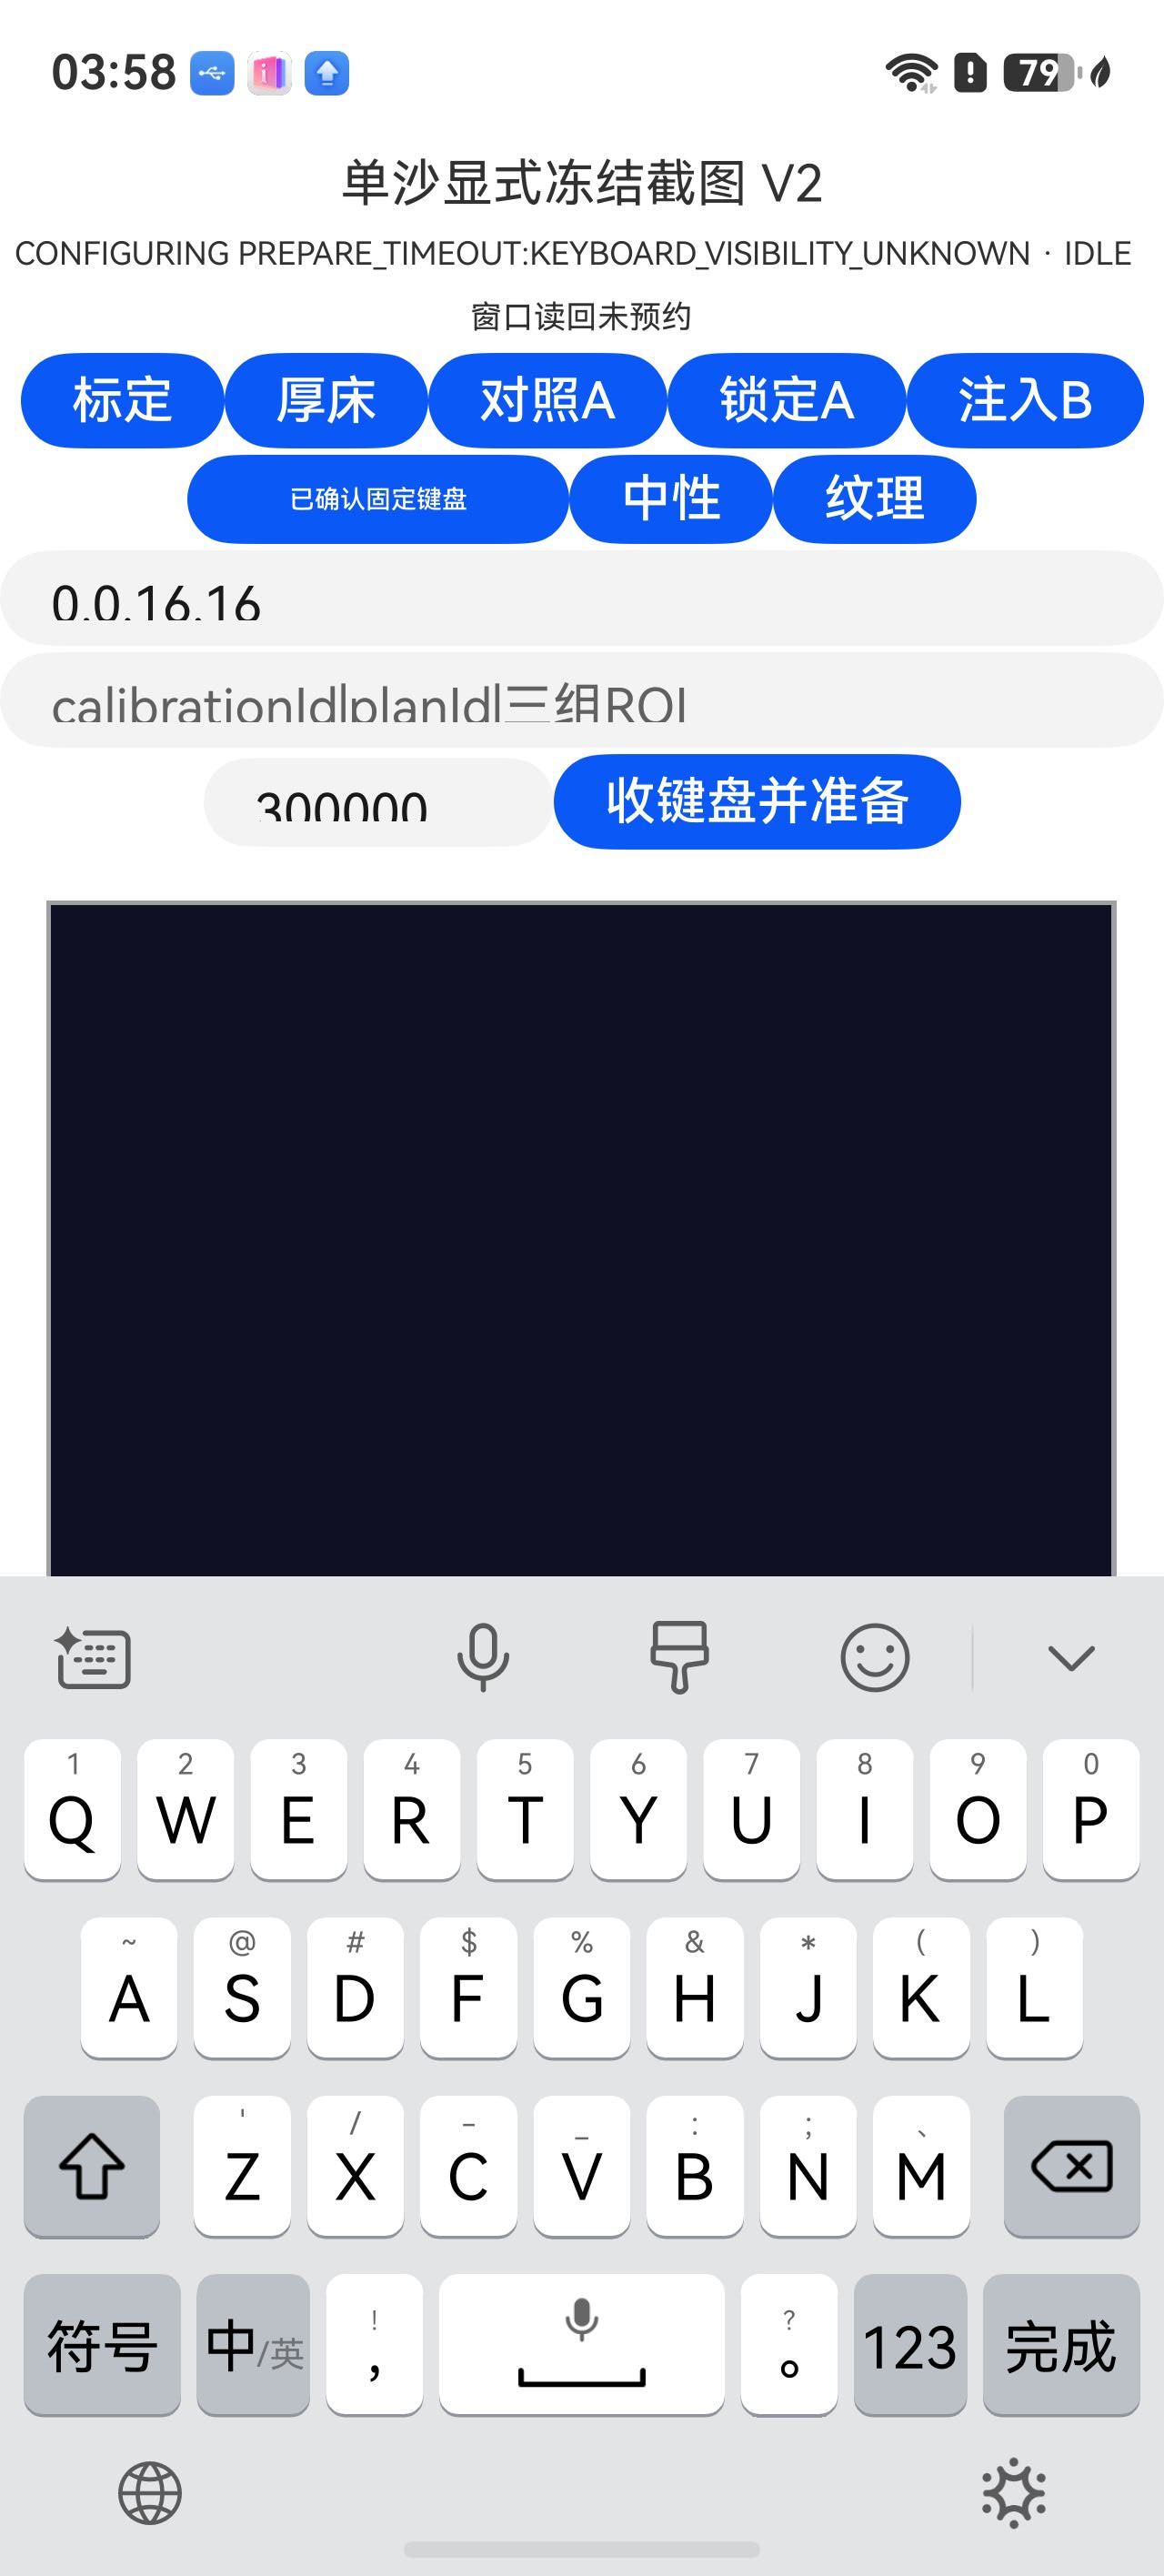 03:58 79
单沙显式冻结截图 V2
CONFIGURING PREPARE_TIMEOUT:KEYBOARD_VISIBILITY_UNKNOWN · IDLE
窗口读回未预约
标定 厚床 对照A 锁定A 注入B
已确认固定键盘 中性 纹理
0,0,16,16
calibrationId|planId|三组ROI
300000 收键盘并准备
1 2 3 4 5 6 7 8 9 0
Q W E R T Y U I O P
~ @ # $ % & * ( )
A S D F G H J K L
' / - _ : ; 、
Z X C V B N M
! ?
符号 中/英 , 。 123 完成